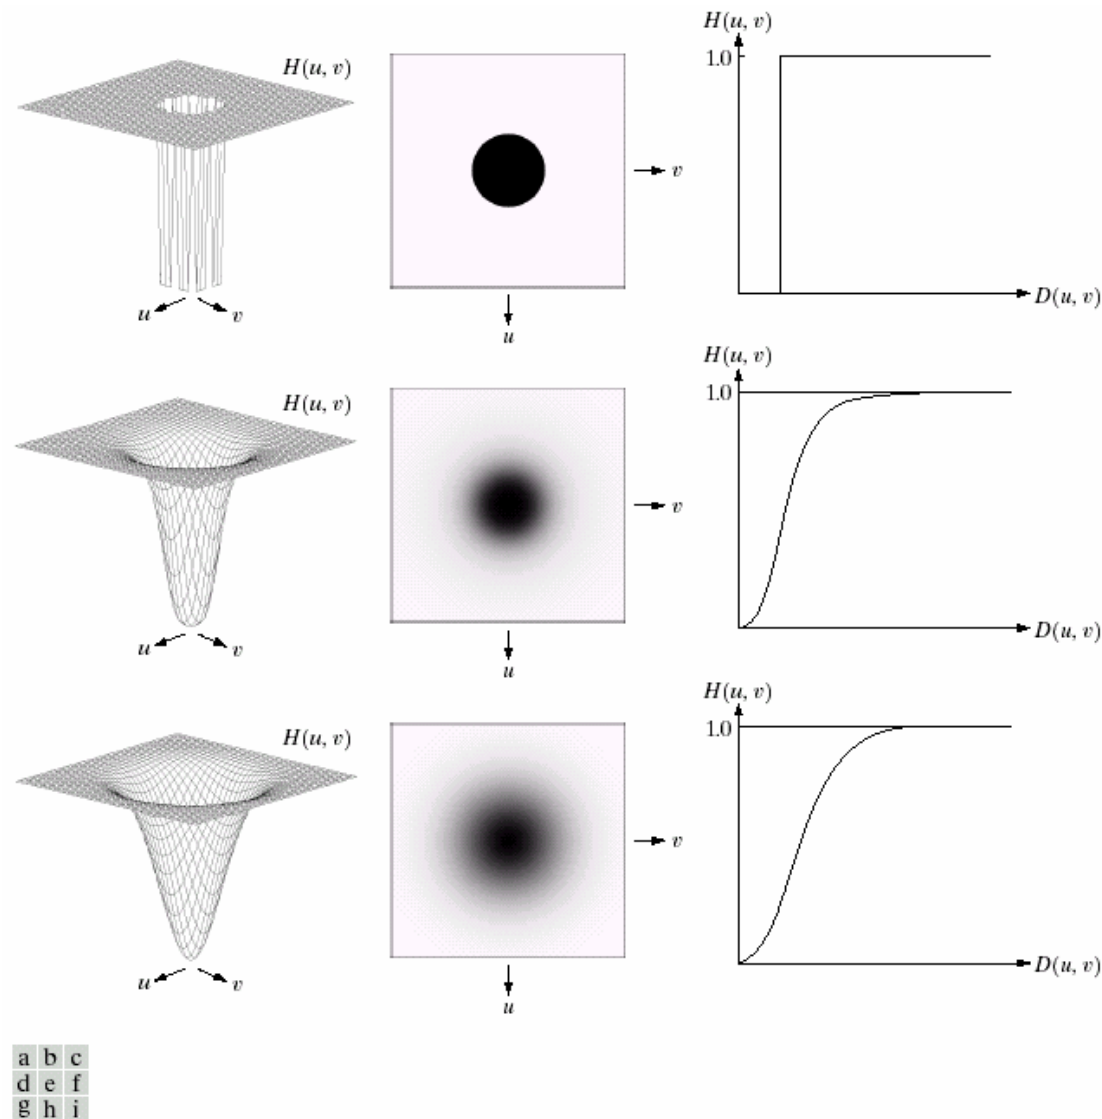 H(u, v)
u
v
v
u
H(u, v)
1.0
D(u, v)
H(u, v)
u
v
v
u
H(u, v)
1.0
D(u, v)
H(u, v)
u
v
v
u
H(u, v)
1.0
D(u, v)
a b c
d e f
g h i